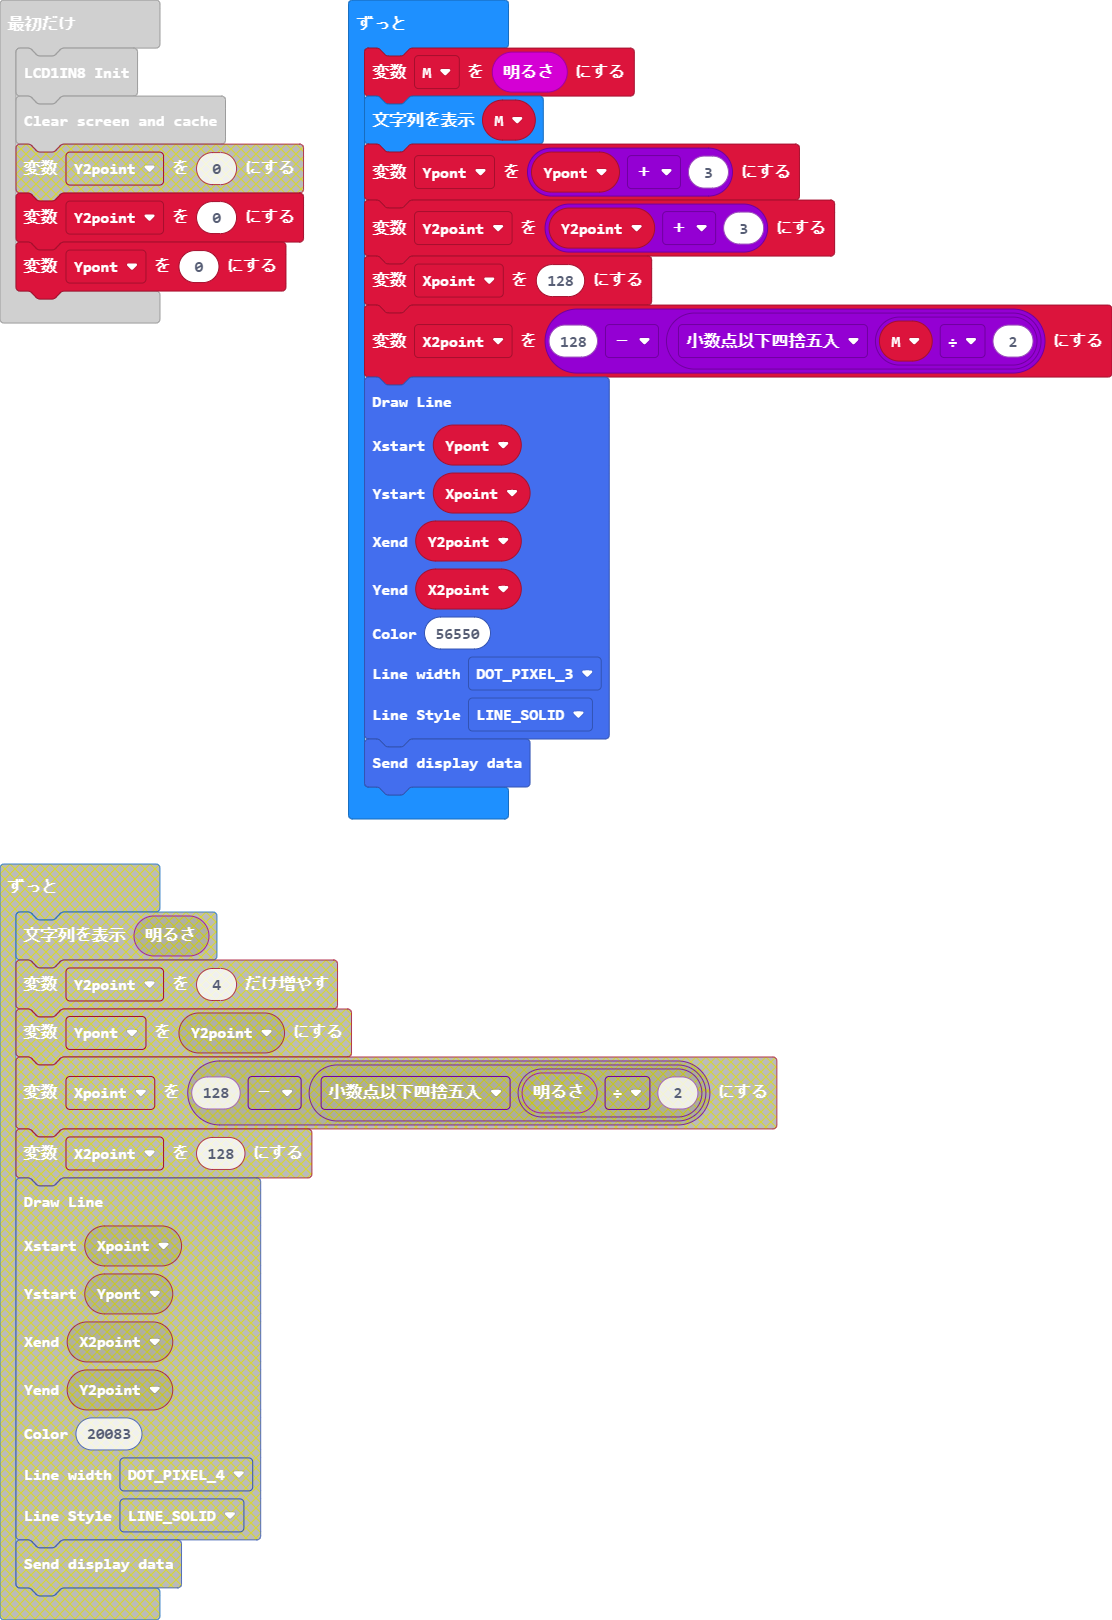 最初だけ
LCD1IN8 Init
Clear screen and cache
変数 Y2point を 0 にする
変数 Y2point を 0 にする
変数 Ypont を 0 にする
ずっと
変数 M を 明るさ にする
文字列を表示 M
変数 Ypont を Ypont + 3 にする
変数 Y2point を Y2point + 3 にする
変数 Xpoint を 128 にする
変数 X2point を 128 - 小数点以下四捨五入 M ÷ 2 にする
Draw Line
Xstart Ypont
Ystart Xpoint
Xend Y2point
Yend X2point
Color 56550
Line width DOT_PIXEL_3
Line Style LINE_SOLID
Send display data
ずっと
文字列を表示 明るさ
変数 Y2point を 4 だけ増やす
変数 Ypont を Y2point にする
変数 Xpoint を 128 - 小数点以下四捨五入 明るさ ÷ 2 にする
変数 X2point を 128 にする
Draw Line
Xstart Xpoint
Ystart Ypont
Xend X2point
Yend Y2point
Color 20083
Line width DOT_PIXEL_4
Line Style LINE_SOLID
Send display data